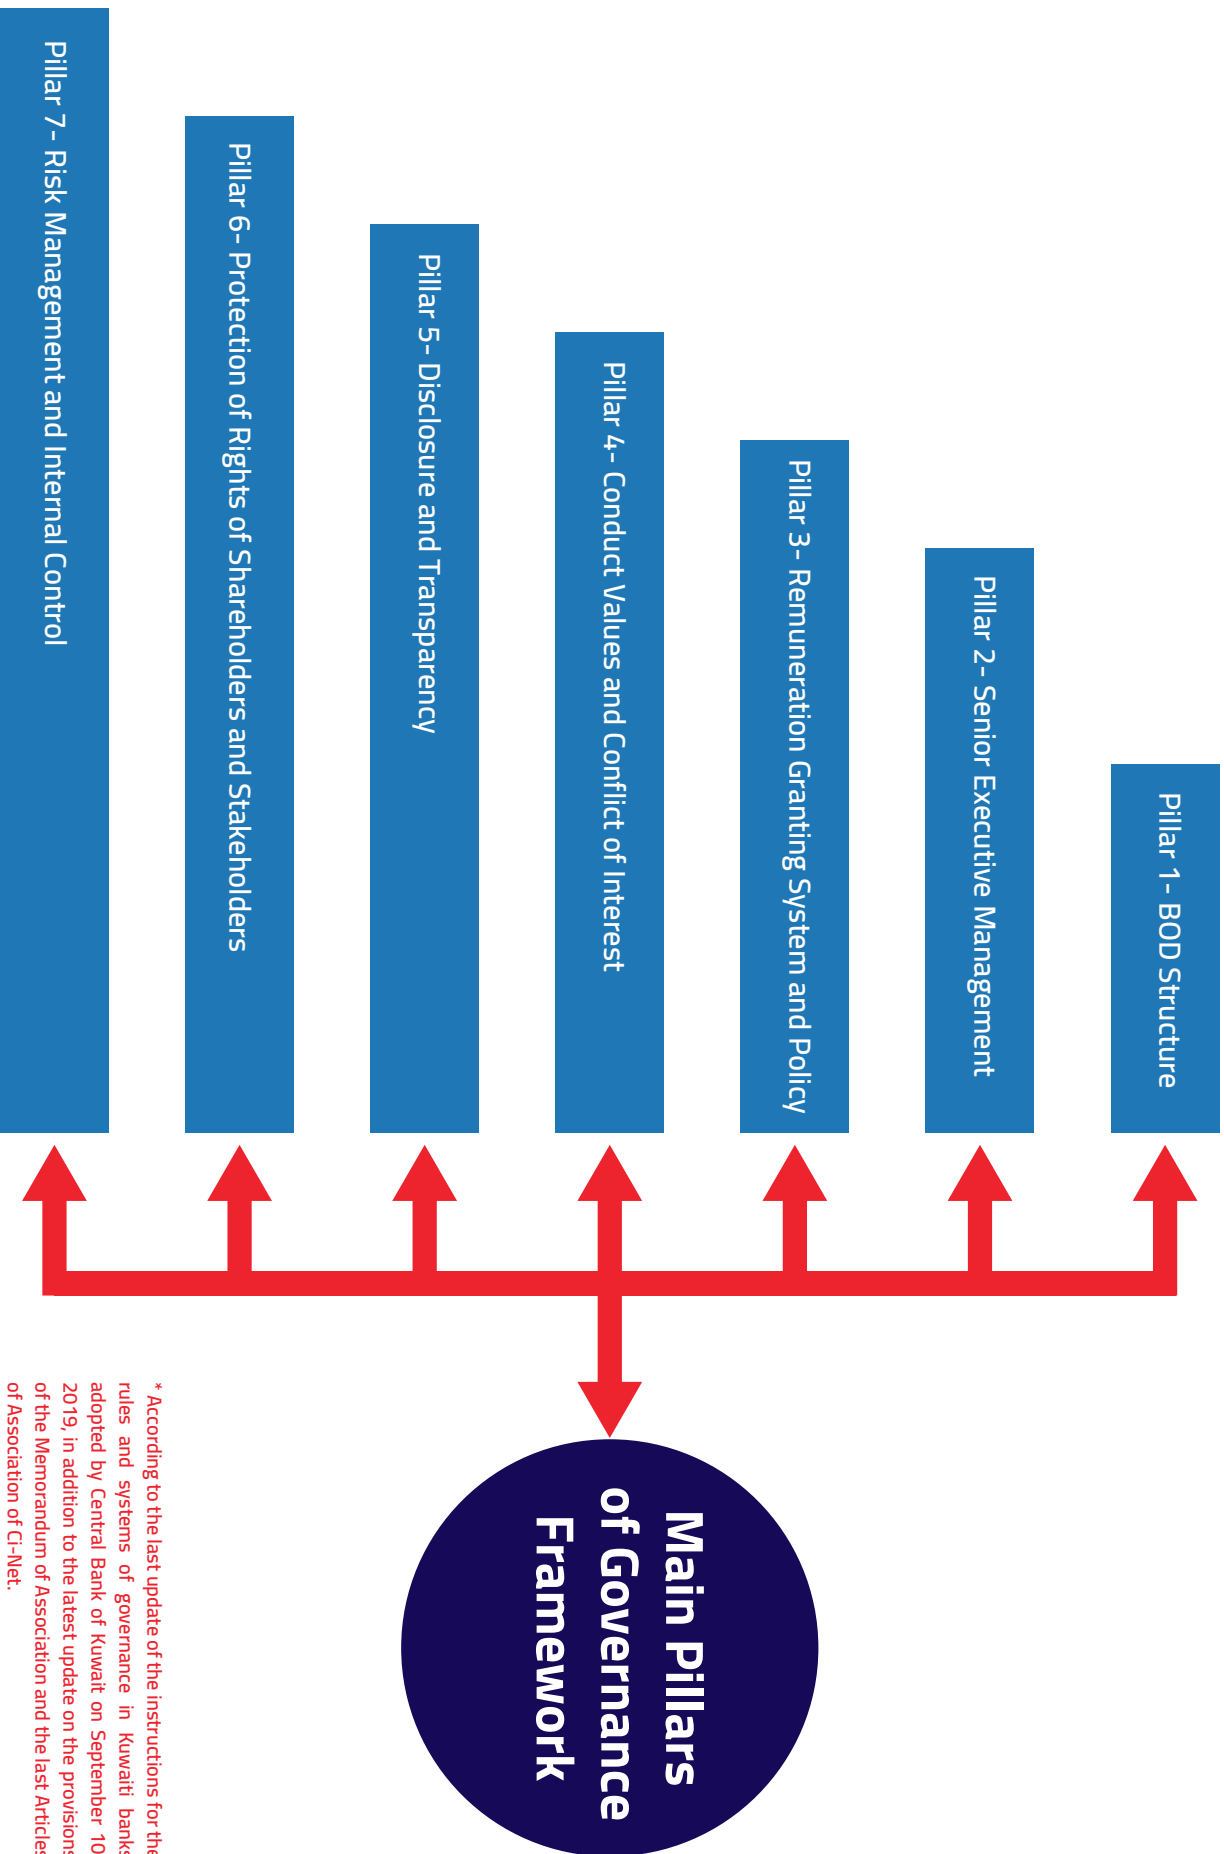 Pillar 1- BOD Structure
Pillar 2- Senior Executive Management
Pillar 3- Remuneration Granting System and Policy
Pillar 4- Conduct Values and Conflict of Interest
Pillar 5- Disclosure and Transparency
Pillar 6- Protection of Rights of Shareholders and Stakeholders
Pillar 7- Risk Management and Internal Control
Main Pillars
of Governance
Framework
* According to the last update of the instructions for the
rules and systems of governance in Kuwaiti banks
adopted by Central Bank of Kuwait on September 10
2019, in addition to the latest update on the provisions
of the Memorandum of Association and the last Articles
of Association of Ci-Net.